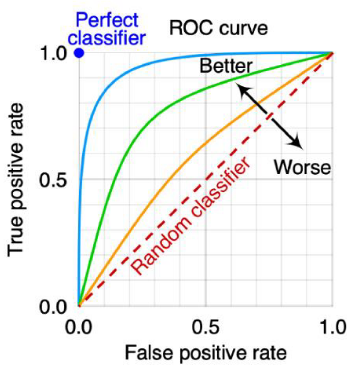 Perfect
classifier
ROC curve
1.0
Better
Worse
Random classifier
0.5
0.0
0.0
0.5
1.0
True positive rate
False positive rate